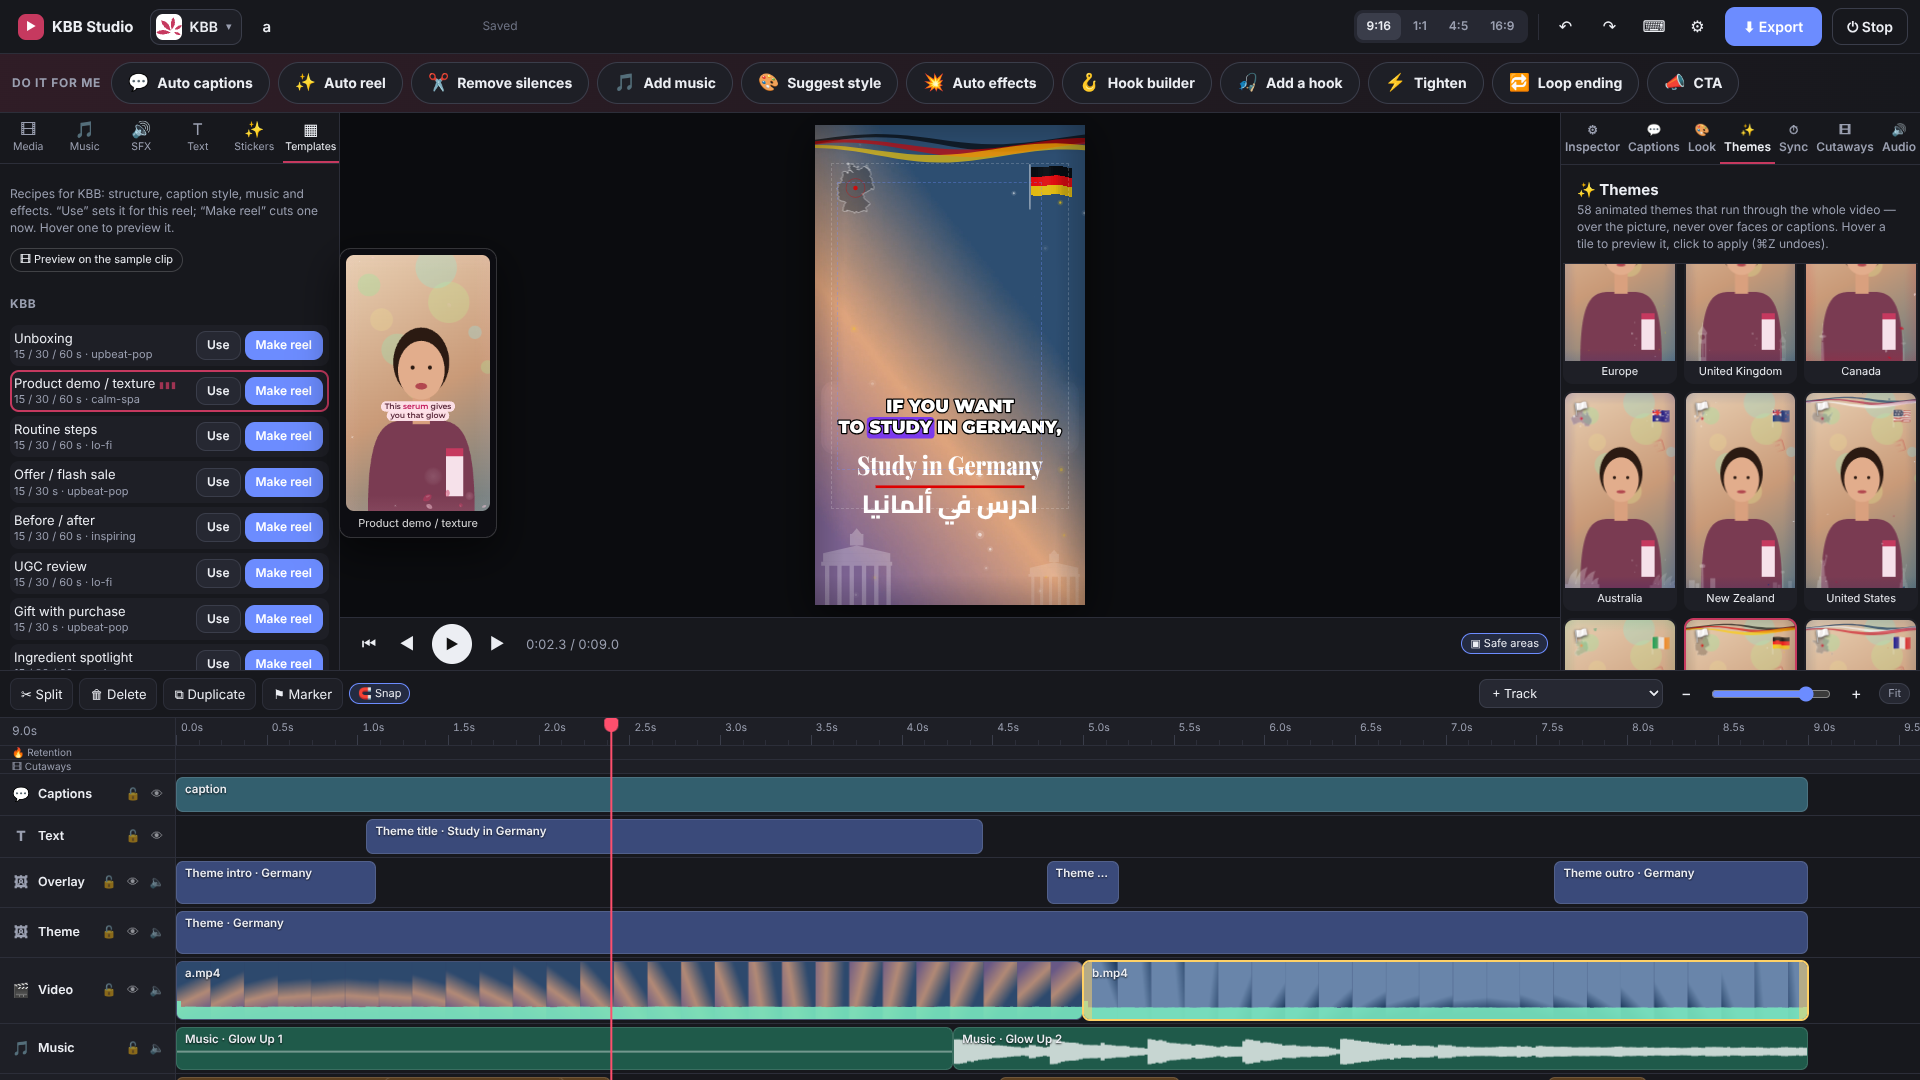 KBB Studio
KBB
a
Saved
9:16
1:1
4:5
16:9
Export
Stop
DO IT FOR ME
Auto captions
Auto reel
Remove silences
Add music
Suggest style
Auto effects
Hook builder
Add a hook
Tighten
Loop ending
CTA
Media
Music
SFX
Text
Stickers
Templates
Recipes for KBB: structure, caption style, music and
effects. “Use” sets it for this reel; “Make reel” cuts one
now. Hover one to preview it.
Preview on the sample clip
KBB
Unboxing
15 / 30 / 60 s · upbeat-pop
Use
Make reel
Product demo / texture
15 / 30 / 60 s · calm-spa
Use
Make reel
Routine steps
15 / 30 / 60 s · lo-fi
Use
Make reel
Offer / flash sale
15 / 30 s · upbeat-pop
Use
Make reel
Before / after
15 / 30 / 60 s · inspiring
Use
Make reel
UGC review
15 / 30 / 60 s · lo-fi
Use
Make reel
Gift with purchase
15 / 30 s · upbeat-pop
Use
Make reel
Ingredient spotlight
Use
Make reel
This serum gives
you that glow
Product demo / texture
IF YOU WANT
TO STUDY IN GERMANY,
Study in Germany
ادرس في ألمانيا
0:02.3 / 0:09.0
Safe areas
Inspector
Captions
Look
Themes
Sync
Cutaways
Audio
Themes
58 animated themes that run through the whole video —
over the picture, never over faces or captions. Hover a
tile to preview it, click to apply (⌘Z undoes).
Europe
United Kingdom
Canada
Australia
New Zealand
United States
Split
Delete
Duplicate
Marker
Snap
+ Track
Fit
9.0s
0.0s
0.5s
1.0s
1.5s
2.0s
2.5s
3.0s
3.5s
4.0s
4.5s
5.0s
5.5s
6.0s
6.5s
7.0s
7.5s
8.0s
8.5s
9.0s
9.5
Retention
Cutaways
Captions
caption
Text
Theme title · Study in Germany
Overlay
Theme intro · Germany
Theme ...
Theme outro · Germany
Theme
Theme · Germany
Video
a.mp4
b.mp4
Music
Music · Glow Up 1
Music · Glow Up 2